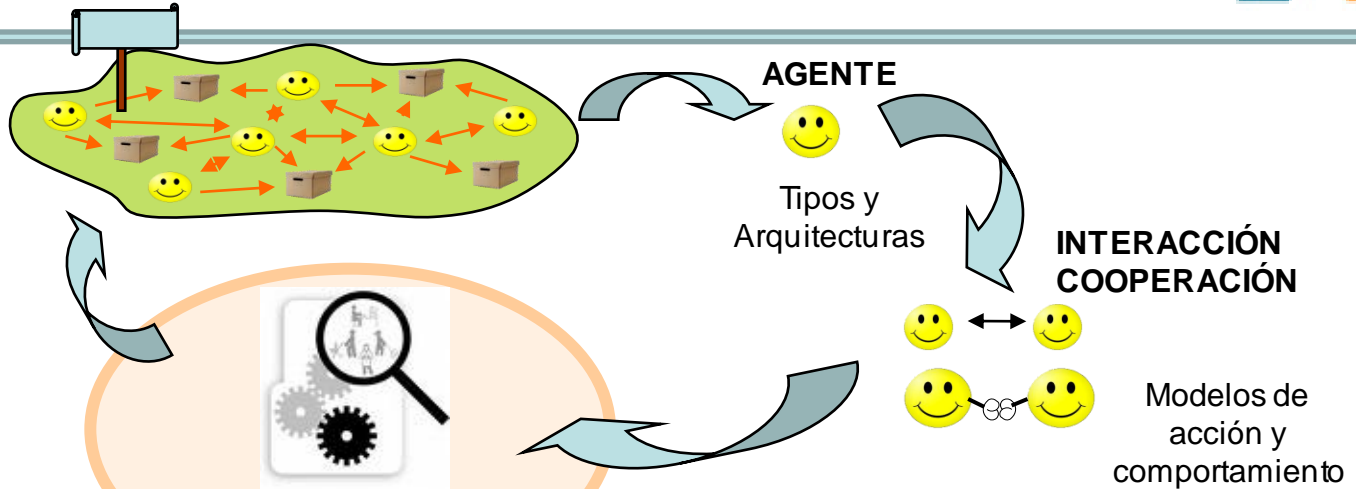 AGENTE
Tipos y
Arquitecturas
INTERACCIÓN
COOPERACIÓN
Modelos de
acción y
comportamiento